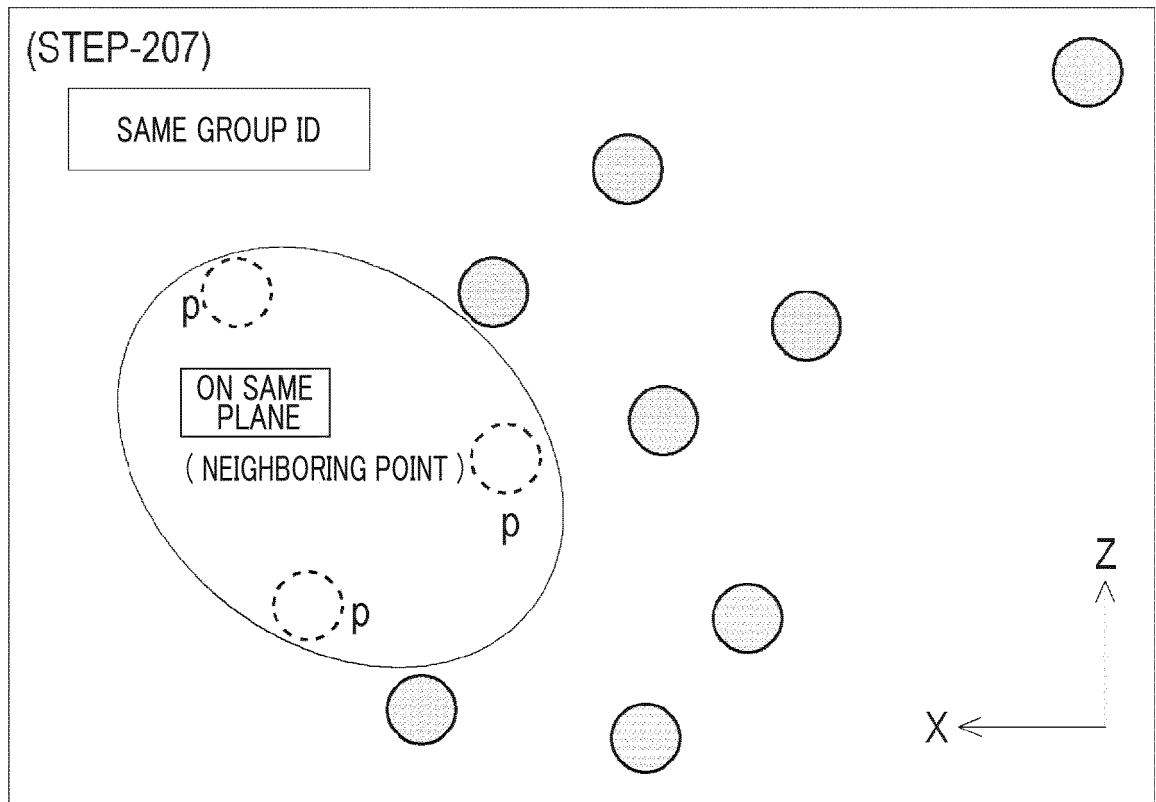 (STEP-207)
SAME GROUP ID
p
ON SAME
PLANE
( NEIGHBORING POINT )
p
p
Z
X